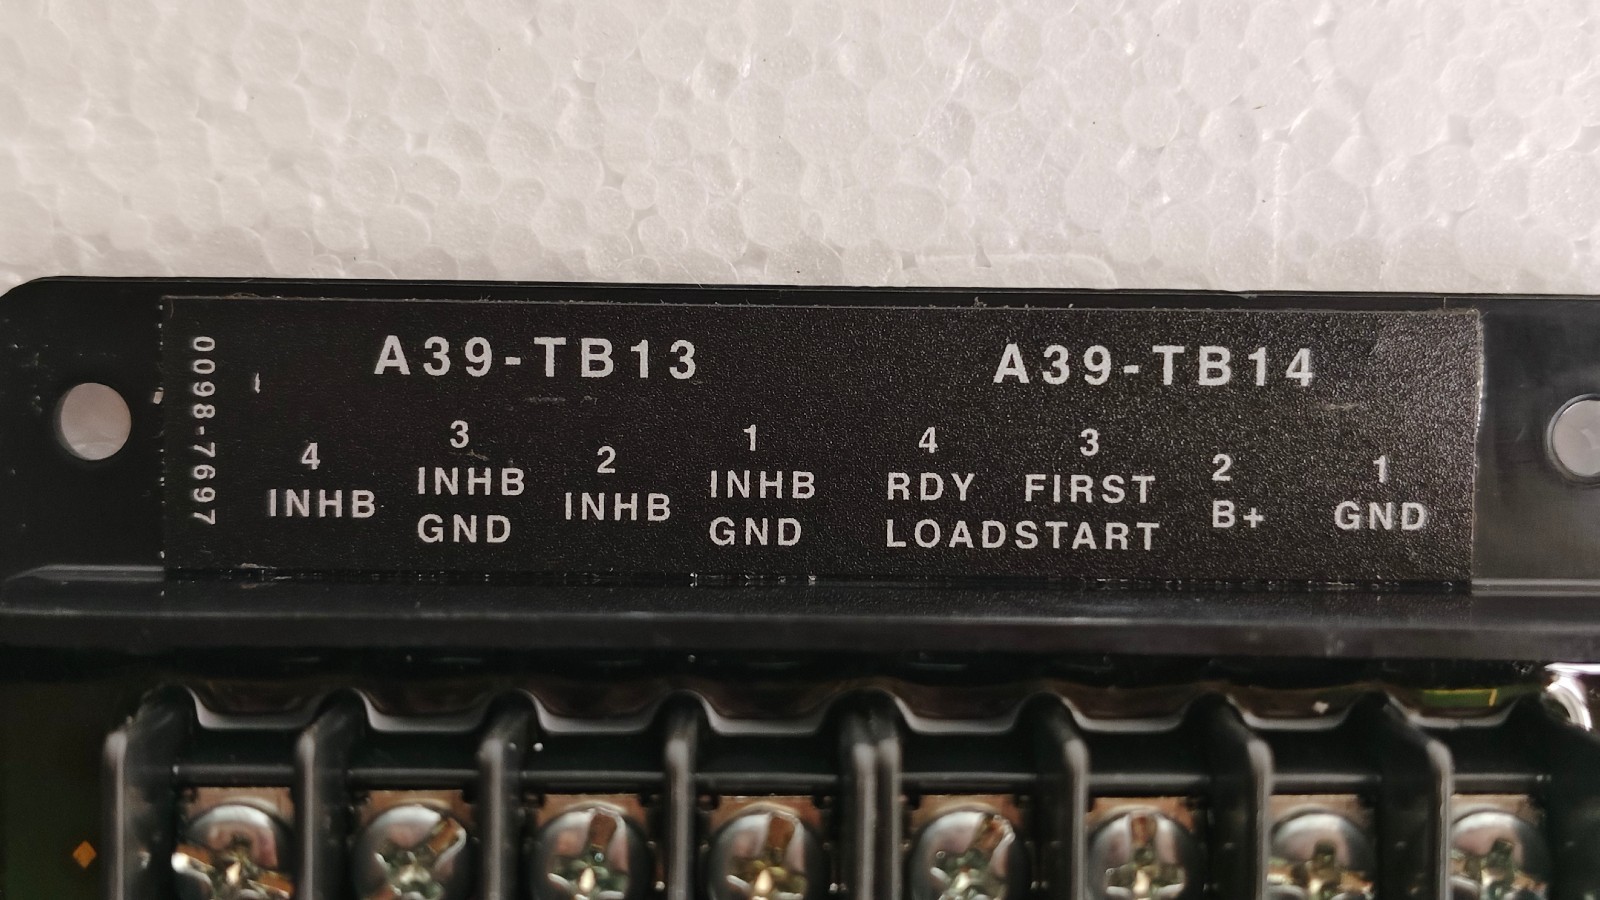 0098-7697
A39-TB13
4 INHB
3 INHB GND
2 INHB
1 INHB GND
A39-TB14
4 RDY LOAD
3 FIRST START
2 B+
1 GND